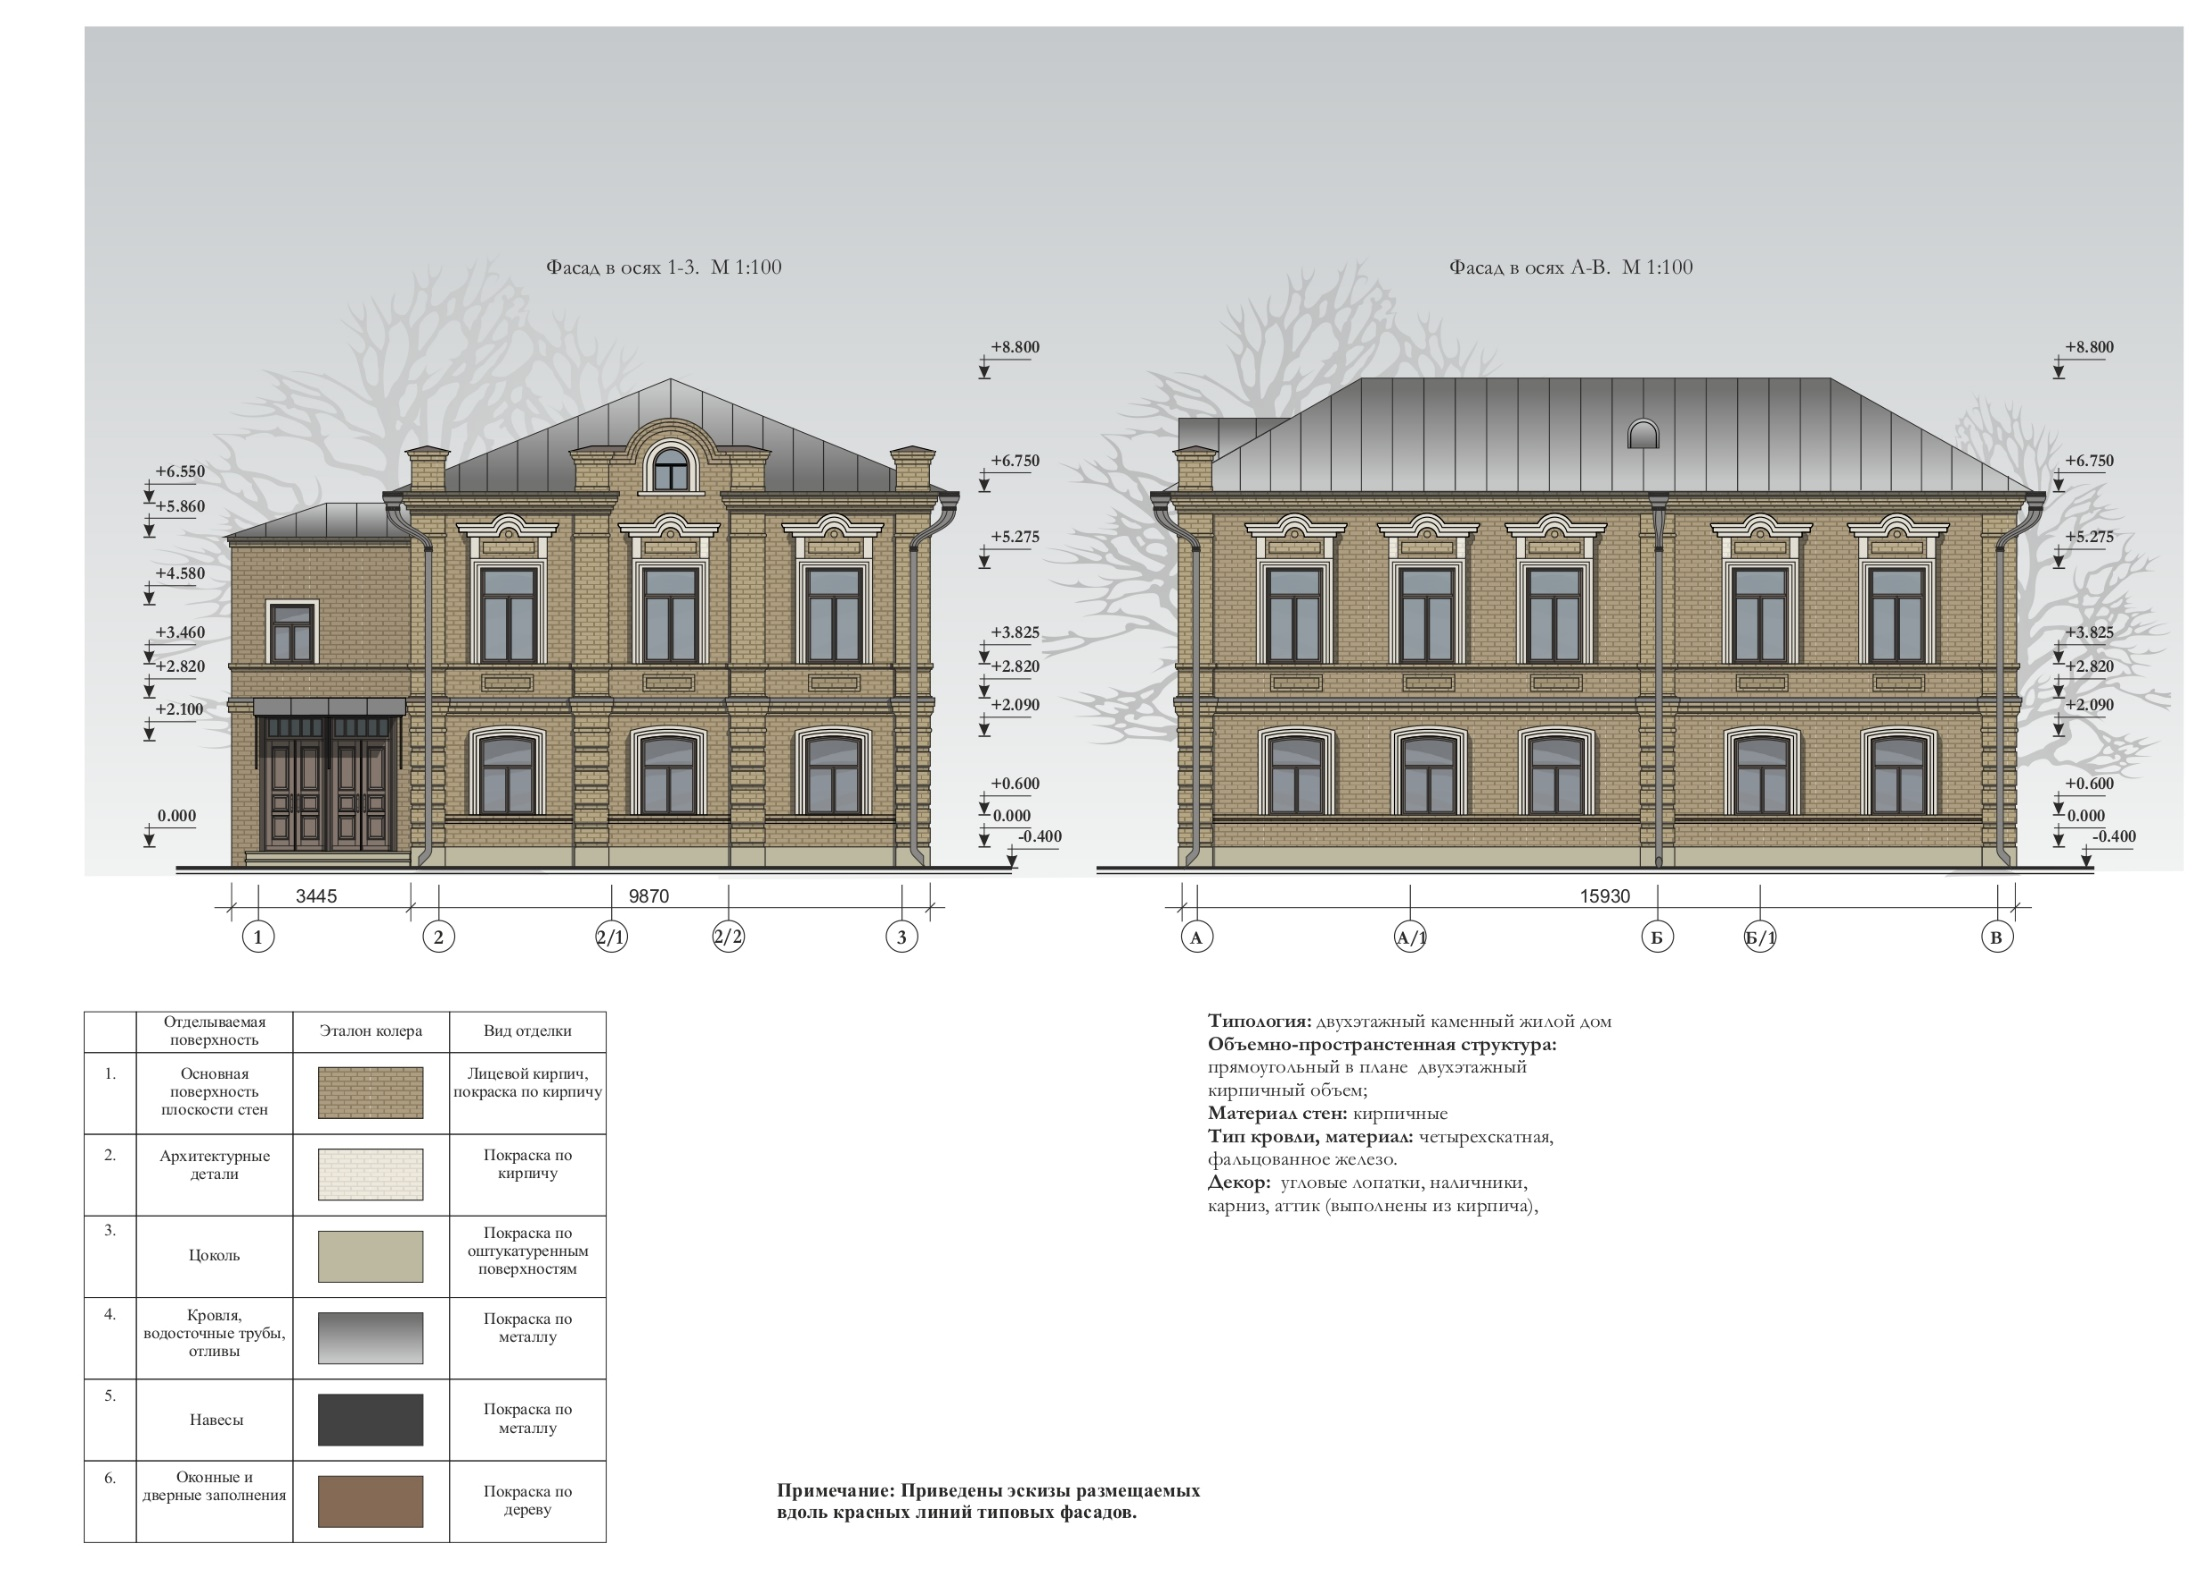 Фасад в осях 1-3.  М 1:100
+8.800
+6.550
+5.860
+4.580
+3.460
+2.820
+2.100
0.000
+6.750
+5.275
+3.825
+2.820
+2.090
+0.600
0.000
-0.400
3445
9870
1
2
2/1
2/2
3
Фасад в осях А-В.  М 1:100
+8.800
+6.750
+5.275
+3.825
+2.820
+2.090
+0.600
0.000
-0.400
15930
А
А/1
Б
Б/1
В
Отделываемая
поверхность
Эталон колера
Вид отделки
1.
Основная
поверхность
плоскости стен
Лицевой кирпич,
покраска по кирпичу
2.
Архитектурные
детали
Покраска по
кирпичу
3.
Цоколь
Покраска по
оштукатуренным
поверхностям
4.
Кровля,
водосточные трубы,
отливы
Покраска по
металлу
5.
Навесы
Покраска по
металлу
6.
Оконные и
дверные заполнения
Покраска по
дереву
Типология: двухэтажный каменный жилой дом
Объемно-пространстенная структура:
прямоугольный в плане  двухэтажный
кирпичный объем;
Материал стен: кирпичные
Тип кровли, материал: четырехскатная,
фальцованное железо.
Декор:  угловые лопатки, наличники,
карниз, аттик (выполнены из кирпича),
Примечание: Приведены эскизы размещаемых
вдоль красных линий типовых фасадов.